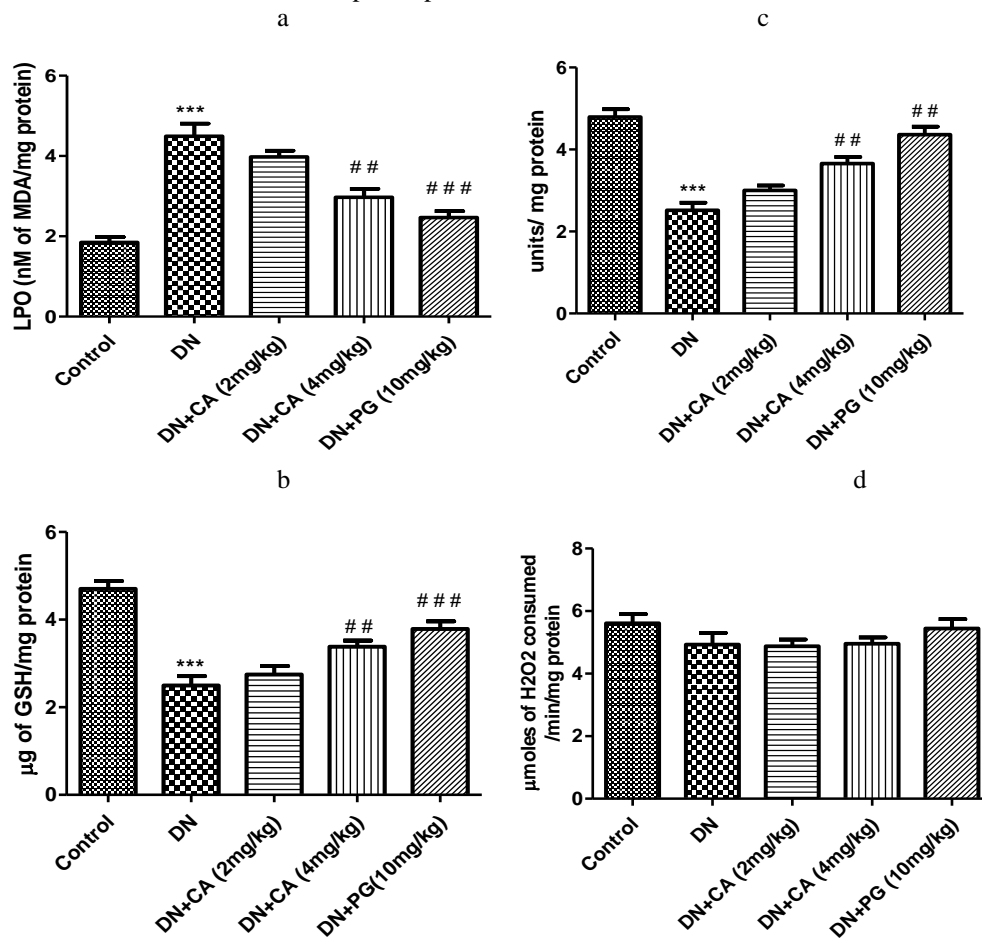 a
LPO (nM of MDA/mg protein)
6
4
2
0
***
# #
# # #
Control
DN
DN+CA (2mg/kg)
DN+CA (4mg/kg)
DN+PG (10mg/kg)
c
units/ mg protein
6
4
2
0
***
# #
# #
Control
DN
DN+CA (2mg/kg)
DN+CA (4mg/kg)
DN+PG (10mg/kg)
b
µg of GSH/mg protein
6
4
2
0
***
# #
# # #
Control
DN
DN+CA (2mg/kg)
DN+CA (4mg/kg)
DN+PG(10mg/kg)
d
µmoles of H2O2 consumed
/min/mg protein
8
6
4
2
0
Control
DN
DN+CA (2mg/kg)
DN+CA (4mg/kg)
DN+PG (10mg/kg)